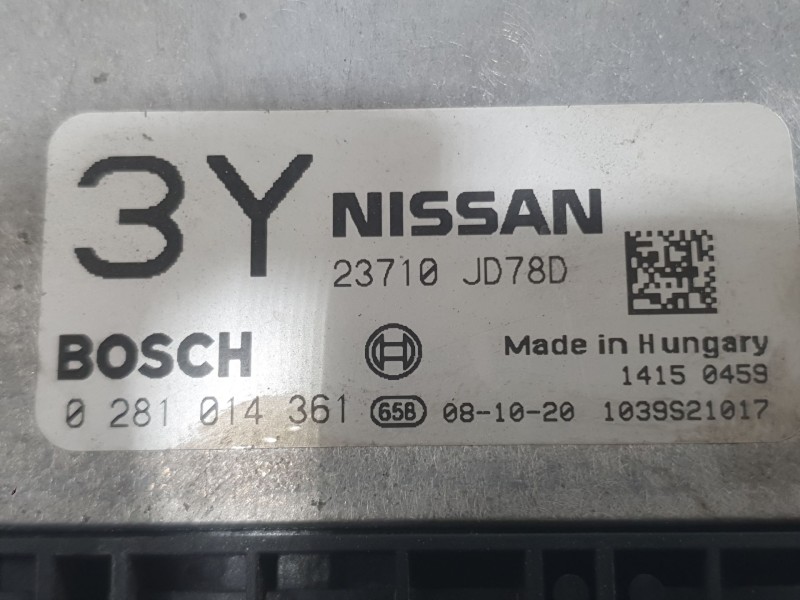 3Y NISSAN
23710 JD78D
BOSCH
Made in Hungary
1415 0459
0 281 014 361 65B 08-10-20 1039S21017